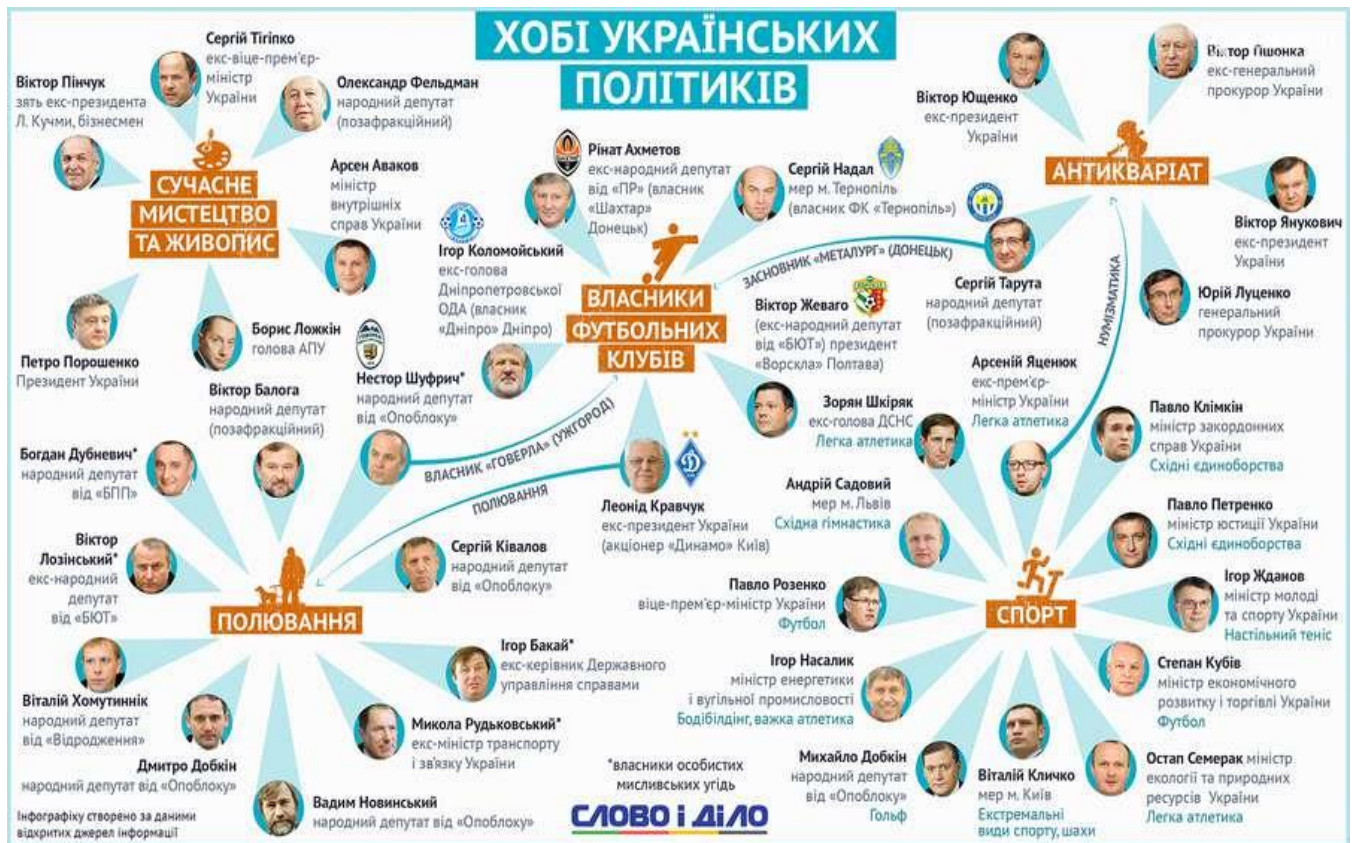 ХОБІ УКРАЇНСЬКИХ
ПОЛІТИКІВ
Сергій Тігіпко
екс-віце-прем'єр-
міністр
України
Віктор Пінчук
зять екс-президента
Л. Кучми, бізнесмен
Олександр Фельдман
народний депутат
(позафракційний)
Арсен Аваков
міністр
внутрішніх
справ України
СУЧАСНЕ
МИСТЕЦТВО
ТА ЖИВОПИС
Петро Порошенко
Президент України
Борис Ложкін
голова АПУ
Рінат Ахметов
екс-народний депутат
від «ПР» (власник
«Шахтар»
Донецьк)
Сергій Надал
мер м. Тернопіль
(власник ФК «Тернопіль»)
Ігор Коломойський
екс-голова
Дніпропетровської
ОДА (власник
«Дніпро» Дніпро)
ВЛАСНИКИ
ФУТБОЛЬНИХ
КЛУБІВ
ЗАСНОВНИК «МЕТАЛУРГ» (ДОНЕЦЬК)
Віктор Жеваго
(екс-народний депутат
від «БЮТ») президент
«Ворскла» Полтава)
Леонід Кравчук
екс-президент України
(акціонер «Динамо» Київ)
ВЛАСНИК «ГОВЕРЛА» (УЖГОРОД)
ПОЛЮВАННЯ
Віктор Ющенко
екс-президент
України
Віктор Пшонка
екс-генеральний
прокурор України
АНТИКВАРІАТ
Віктор Янукович
екс-президент
України
Сергій Тарута
народний депутат
(позафракційний)
Юрій Луценко
генеральний
прокурор України
НУМІЗМАТИКА
Віктор Балога
народний депутат
(позафракційний)
Нестор Шуфрич*
народний депутат
від «Опоблоку»
Богдан Дубневич*
народний депутат
від «БПП»
Віктор
Лозінський*
екс-народний
депутат
від «БЮТ»
Сергій Ківалов
народний депутат
від «Опоблоку»
ПОЛЮВАННЯ
Віталій Хомутиннік
народний депутат
від «Відродження»
Ігор Бакай*
екс-керівник Державного
управління справами
Микола Рудьковський*
екс-міністр транспорту
і зв'язку України
Дмитро Добкін
народний депутат від «Опоблоку»
Вадим Новинський
народний депутат від «Опоблоку»
Арсеній Яценюк
екс-прем'єр-
міністр України
Легка атлетика
Зорян Шкіряк
екс-голова ДСНС
Легка атлетика
Павло Клімкін
міністр закордонних
справ України
Східні єдиноборства
Андрій Садовий
мер м. Львів
Східна гімнастика
Павло Петренко
міністр юстиції України
Східні єдиноборства
Павло Розенко
віце-прем'єр-міністр України
Футбол
СПОРТ
Ігор Жданов
міністр молоді
та спорту України
Настільний теніс
Ігор Насалик
міністр енергетики
і вугільної промисловості
Бодібілдінг, важка атлетика
Степан Кубів
міністр економічного
розвитку і торгівлі України
Футбол
Михайло Добкін
народний депутат
від «Опоблоку»
Гольф
Віталій Кличко
мер м. Київ
Екстремальні
види спорту, шахи
Остап Семерак міністр
екології та природних
ресурсів України
Легка атлетика
*власники особистих
мисливських угідь
СЛОВО і ДІЛО
Інфографіку створено за даними
відкритих джерел інформації